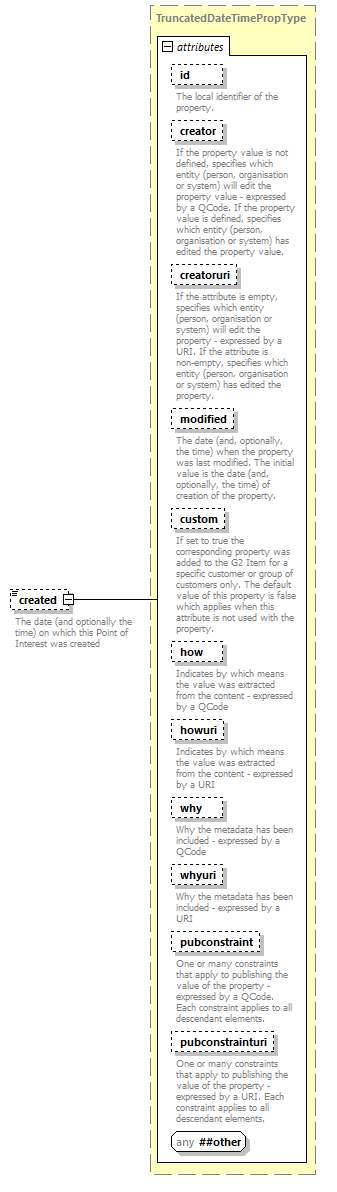 TruncatedDateTimePropType
attributes
id
The local identifier of the
property.
creator
If the property value is not
defined, specifies which
entity (person, organisation
or system) will edit the
property value - expressed
by a QCode. If the property
value is defined, specifies
which entity (person,
organisation or system) has
edited the property value.
creatoruri
If the attribute is empty,
specifies which entity
(person, organisation or
system) will edit the
property - expressed by a
URI. If the attribute is
non-empty, specifies which
entity (person, organisation
or system) has edited the
property.
modified
The date (and, optionally,
the time) when the property
was last modified. The initial
value is the date (and,
optionally, the time) of
creation of the property.
custom
If set to true the
corresponding property was
added to the G2 Item for a
specific customer or group of
customers only. The default
value of this property is false
which applies when this
attribute is not used with the
property.
created
The date (and optionally the
time) on which this Point of
Interest was created
how
Indicates by which means
the value was extracted
from the content - expressed
by a QCode
howuri
Indicates by which means
the value was extracted
from the content - expressed
by a URI
why
Why the metadata has been
included - expressed by a
QCode
whyuri
Why the metadata has been
included - expressed by a
URI
pubconstraint
One or many constraints
that apply to publishing the
value of the property -
expressed by a QCode.
Each constraint applies to all
descendant elements.
pubconstrainturi
One or many constraints
that apply to publishing the
value of the property -
expressed by a URI. Each
constraint applies to all
descendant elements.
any ##other